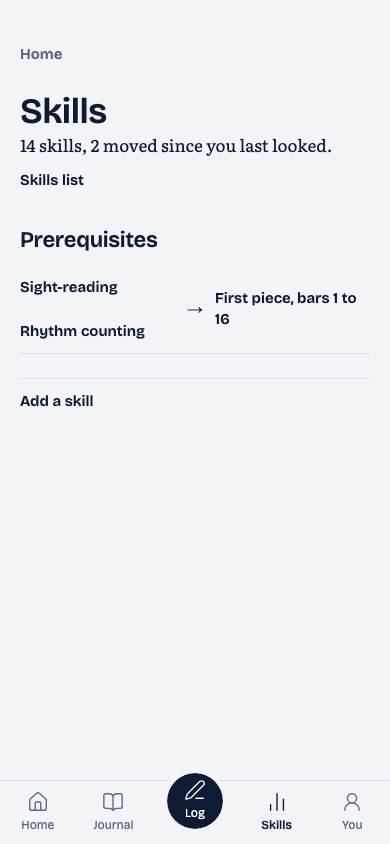 Home
Skills
14 skills, 2 moved since you last looked.
Skills list
Prerequisites
Sight-reading
Rhythm counting
→
First piece, bars 1 to
16
Add a skill
Home
Journal
Log
Skills
You